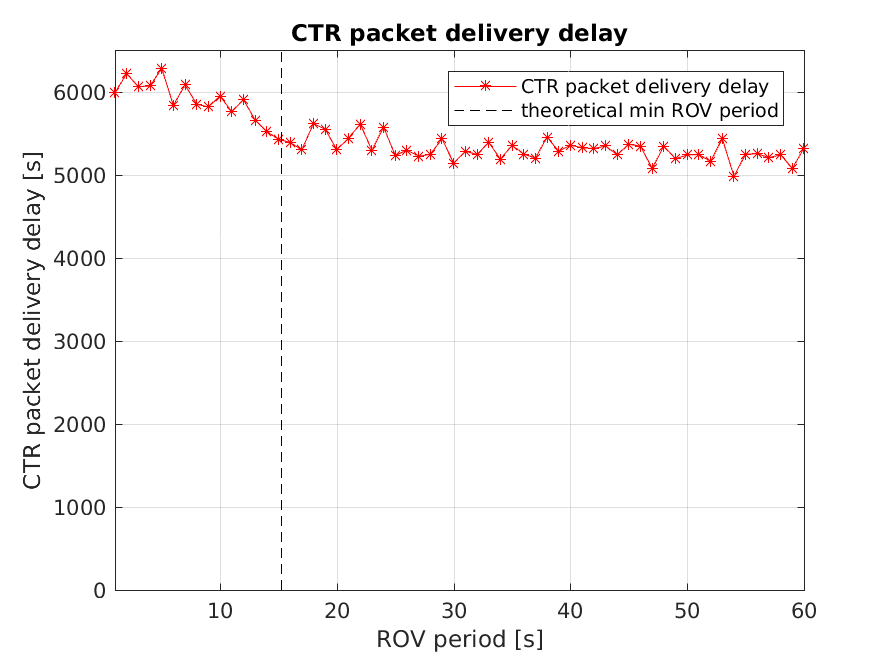 CTR packet delivery delay
CTR packet delivery delay
theoretical min ROV period
CTR packet delivery delay [s]
6000
5000
4000
3000
2000
1000
0
10
20
30
40
50
60
ROV period [s]